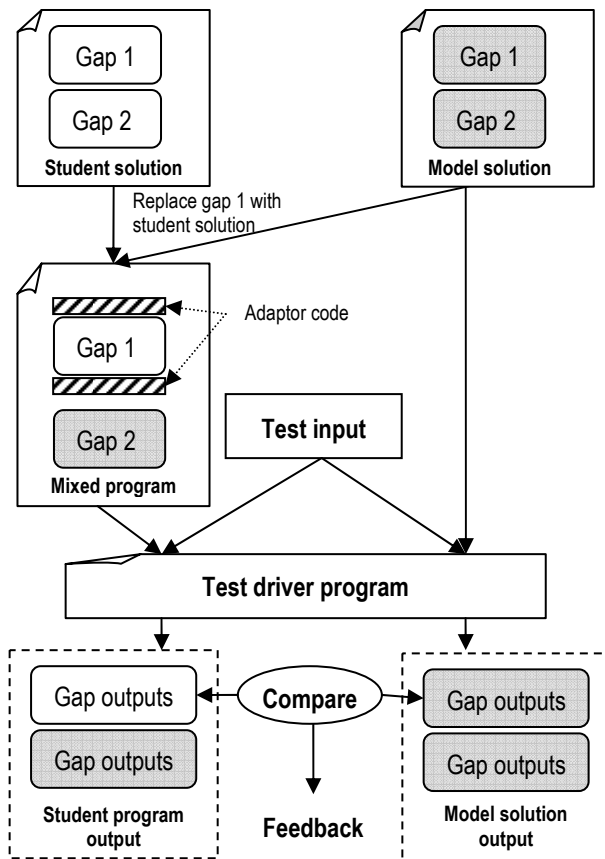 Gap 1
Gap 2
Student solution
Gap 1
Gap 2
Model solution
Replace gap 1 with
student solution
Adaptor code
Gap 1
Gap 2
Mixed program
Test input
Test driver program
Gap outputs
Gap outputs
Student program
output
Compare
Feedback
Gap outputs
Gap outputs
Model solution
output